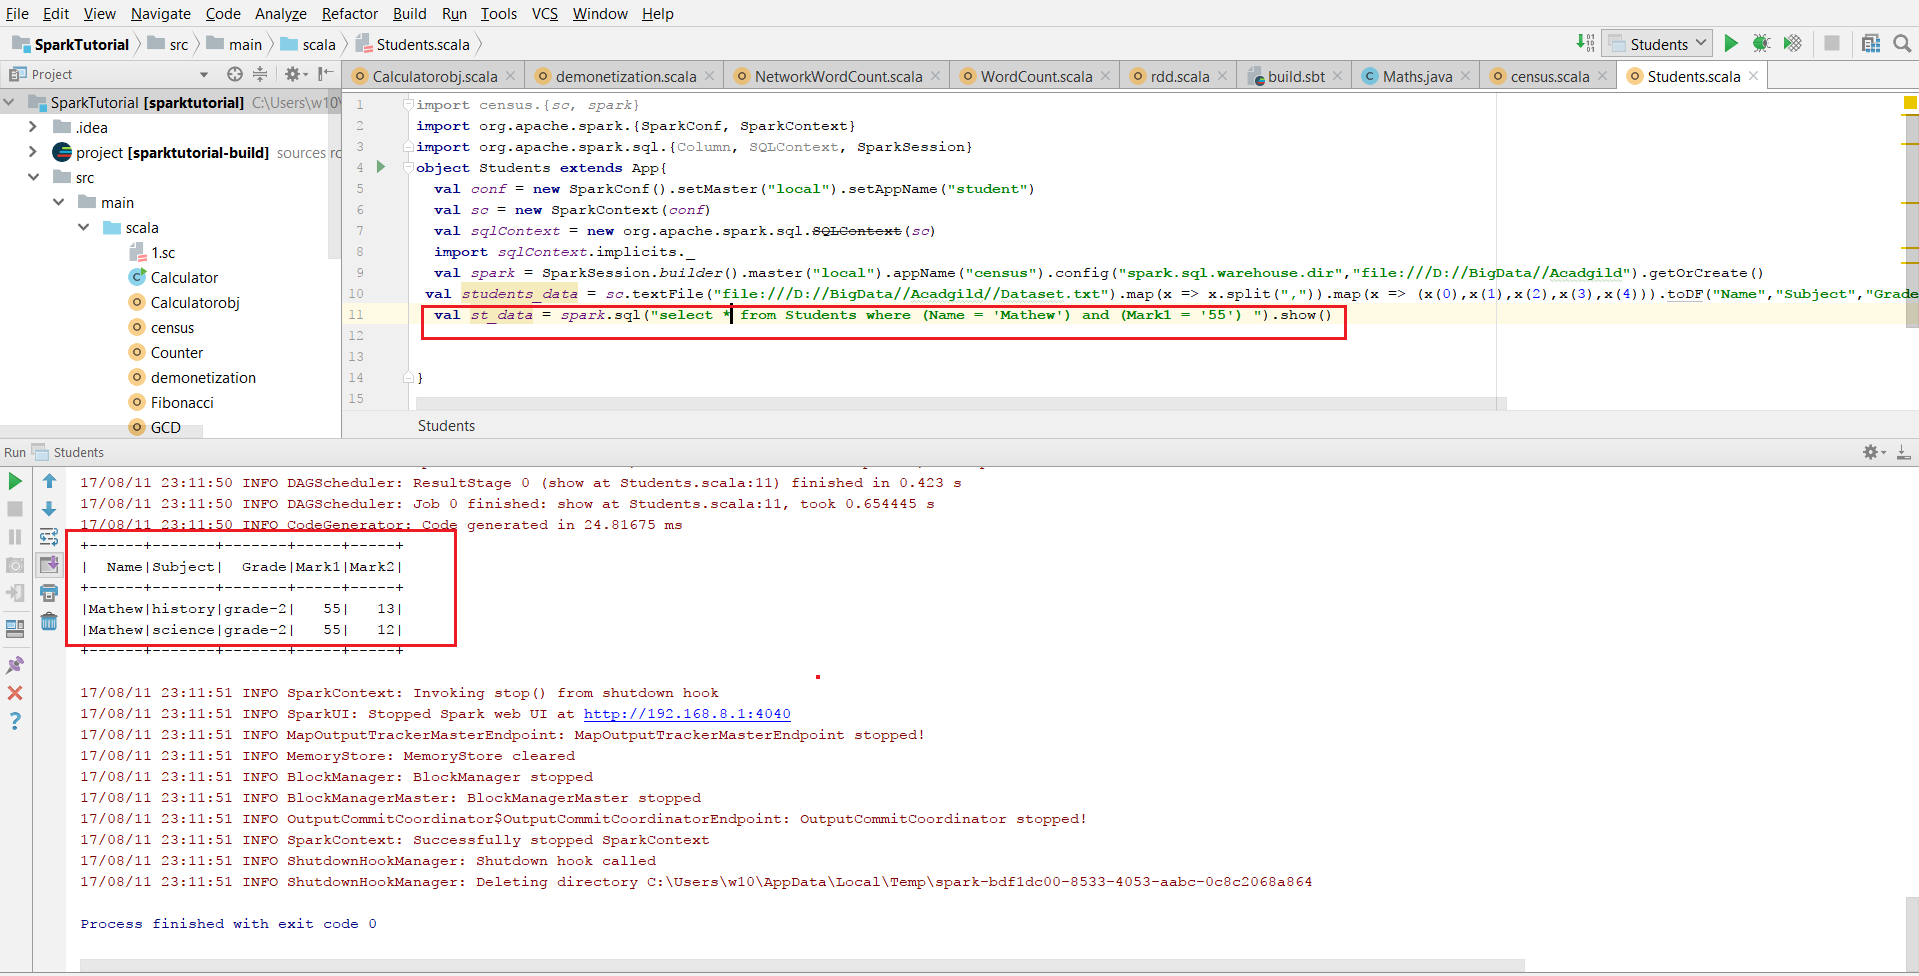 File Edit View Navigate Code Analyze Refactor Build Run Tools VCS Window Help
SparkTutorial src main scala Students.scala
Students
Project
Calculatorobj.scala demonetization.scala NetworkWordCount.scala WordCount.scala rdd.scala build.sbt Maths.java census.scala Students.scala
SparkTutorial [sparktutorial] C:\Users\w10\
.idea
project [sparktutorial-build] sources ro
src
main
scala
1.sc
Calculator
Calculatorobj
census
Counter
demonetization
Fibonacci
GCD
1 import census.{sc, spark}
2 import org.apache.spark.{SparkConf, SparkContext}
3 import org.apache.spark.sql.{Column, SQLContext, SparkSession}
4 object Students extends App{
5 val conf = new SparkConf().setMaster("local").setAppName("student")
6 val sc = new SparkContext(conf)
7 val sqlContext = new org.apache.spark.sql.SQLContext(sc)
8 import sqlContext.implicits._
9 val spark = SparkSession.builder().master("local").appName("census").config("spark.sql.warehouse.dir","file:///D://BigData//Acadgild").getOrCreate()
10 val students_data = sc.textFile("file:///D://BigData//Acadgild//Dataset.txt").map(x => x.split(",")).map(x => (x(0),x(1),x(2),x(3),x(4))).toDF("Name","Subject","Grade
11 val st_data = spark.sql("select * from Students where (Name = 'Mathew') and (Mark1 = '55') ").show()
12
13
14 }
15
Students
Run Students
17/08/11 23:11:50 INFO DAGScheduler: ResultStage 0 (show at Students.scala:11) finished in 0.423 s
17/08/11 23:11:50 INFO DAGScheduler: Job 0 finished: show at Students.scala:11, took 0.654445 s
17/08/11 23:11:50 INFO CodeGenerator: Code generated in 24.81675 ms
+------+-------+-------+-----+-----+
|  Name|Subject|  Grade|Mark1|Mark2|
+------+-------+-------+-----+-----+
|Mathew|history|grade-2|   55|   13|
|Mathew|science|grade-2|   55|   12|
+------+-------+-------+-----+-----+
17/08/11 23:11:51 INFO SparkContext: Invoking stop() from shutdown hook
17/08/11 23:11:51 INFO SparkUI: Stopped Spark web UI at http://192.168.8.1:4040
17/08/11 23:11:51 INFO MapOutputTrackerMasterEndpoint: MapOutputTrackerMasterEndpoint stopped!
17/08/11 23:11:51 INFO MemoryStore: MemoryStore cleared
17/08/11 23:11:51 INFO BlockManager: BlockManager stopped
17/08/11 23:11:51 INFO BlockManagerMaster: BlockManagerMaster stopped
17/08/11 23:11:51 INFO OutputCommitCoordinator$OutputCommitCoordinatorEndpoint: OutputCommitCoordinator stopped!
17/08/11 23:11:51 INFO SparkContext: Successfully stopped SparkContext
17/08/11 23:11:51 INFO ShutdownHookManager: Shutdown hook called
17/08/11 23:11:51 INFO ShutdownHookManager: Deleting directory C:\Users\w10\AppData\Local\Temp\spark-bdf1dc00-8533-4053-aabc-0c8c2068a864
Process finished with exit code 0